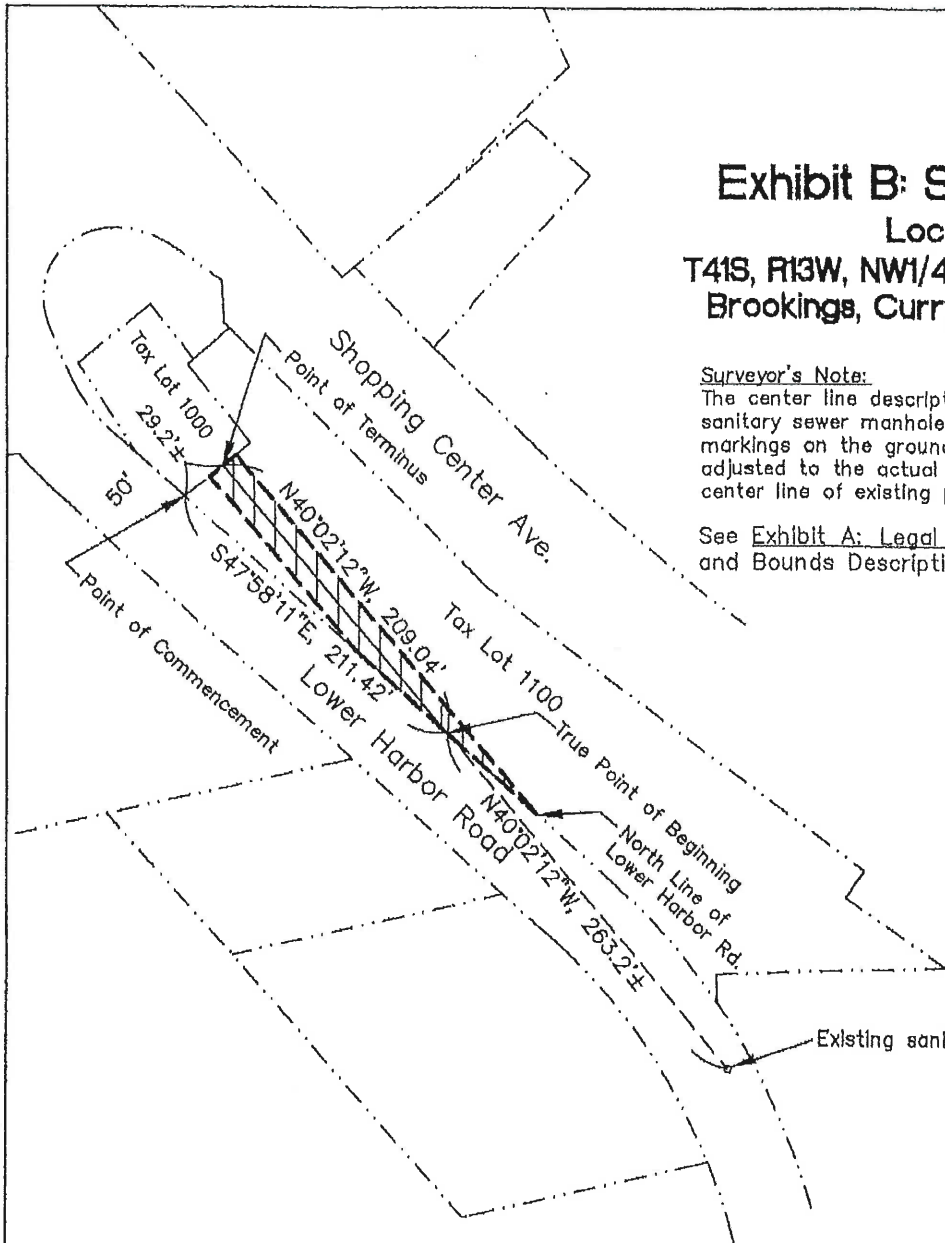 Exhibit B: S
Loc
T41S, R13W, NW1/4
Brookings, Curr
Surveyor's Note:
The center line descript
sanitary sewer manhole
markings on the ground
adjusted to the actual
center line of existing
See Exhibit A: Legal
and Bounds Descripti
Shopping Center Ave.
Tax Lot 1000
29.2'±
Point of Terminus
50'
N40°02'12"W, 209.04'
S47°58'11"E, 211.42'
Point of Commencement
Tax Lot 1100
Lower Harbor Road
True Point of Beginning
N40°02'12"W, 263.2'±
North Line of
Lower Harbor Rd.
Existing sani